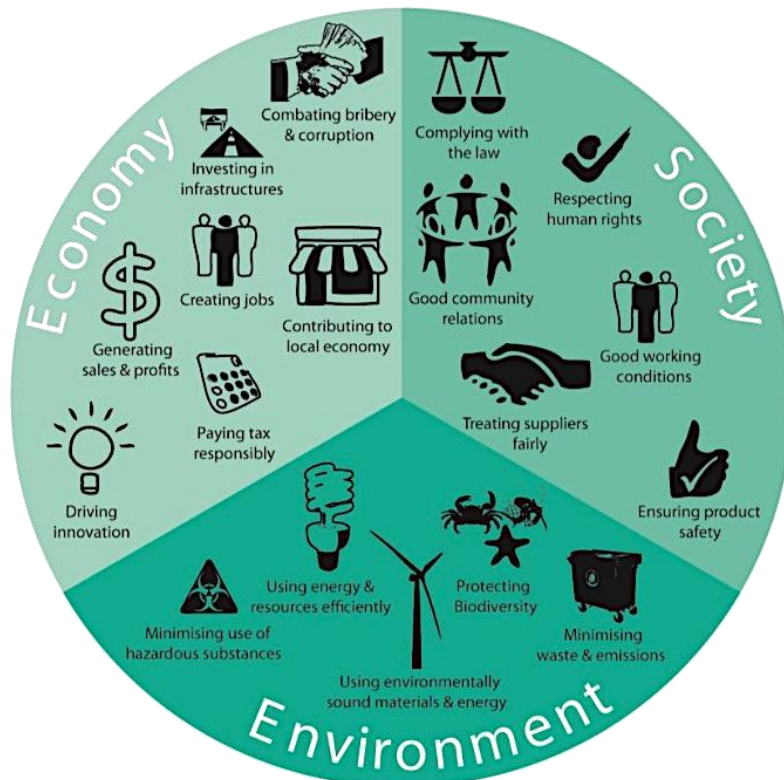 Economy
Combating bribery
& corruption
Investing in
infrastructures
Creating jobs
Contributing to
local economy
Generating
sales & profits
Paying tax
responsibly
Driving
innovation
Society
Complying with
the law
Respecting
human rights
Good community
relations
Good working
conditions
Treating suppliers
fairly
Ensuring product
safety
Environment
Using energy &
resources efficiently
Protecting
Biodiversity
Minimising use of
hazardous substances
Minimising
waste & emissions
Using environmentally
sound materials & energy